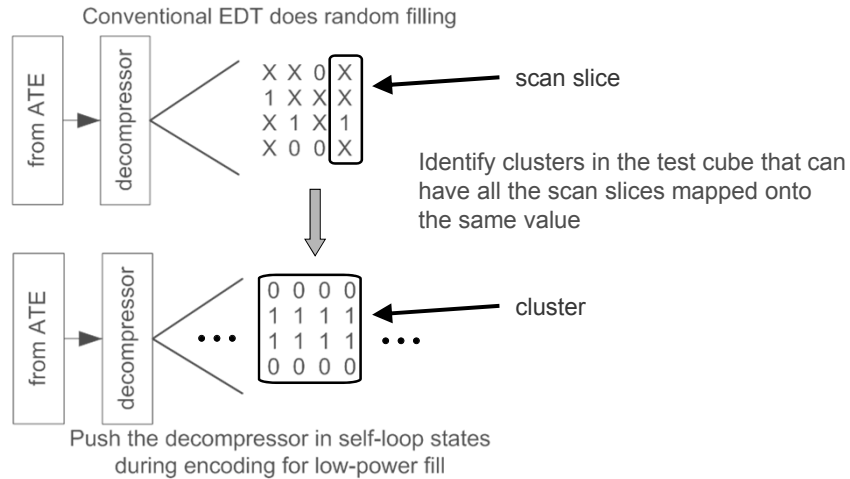 Conventional EDT does random filling
from ATE
decompressor
X X 0 X
1 X X X
X 1 X 1
X 0 0 X
scan slice
Identify clusters in the test cube that can
have all the scan slices mapped onto
the same value
from ATE
decompressor
0 0 0 0
1 1 1 1
1 1 1 1
0 0 0 0
cluster
Push the decompressor in self-loop states
during encoding for low-power fill